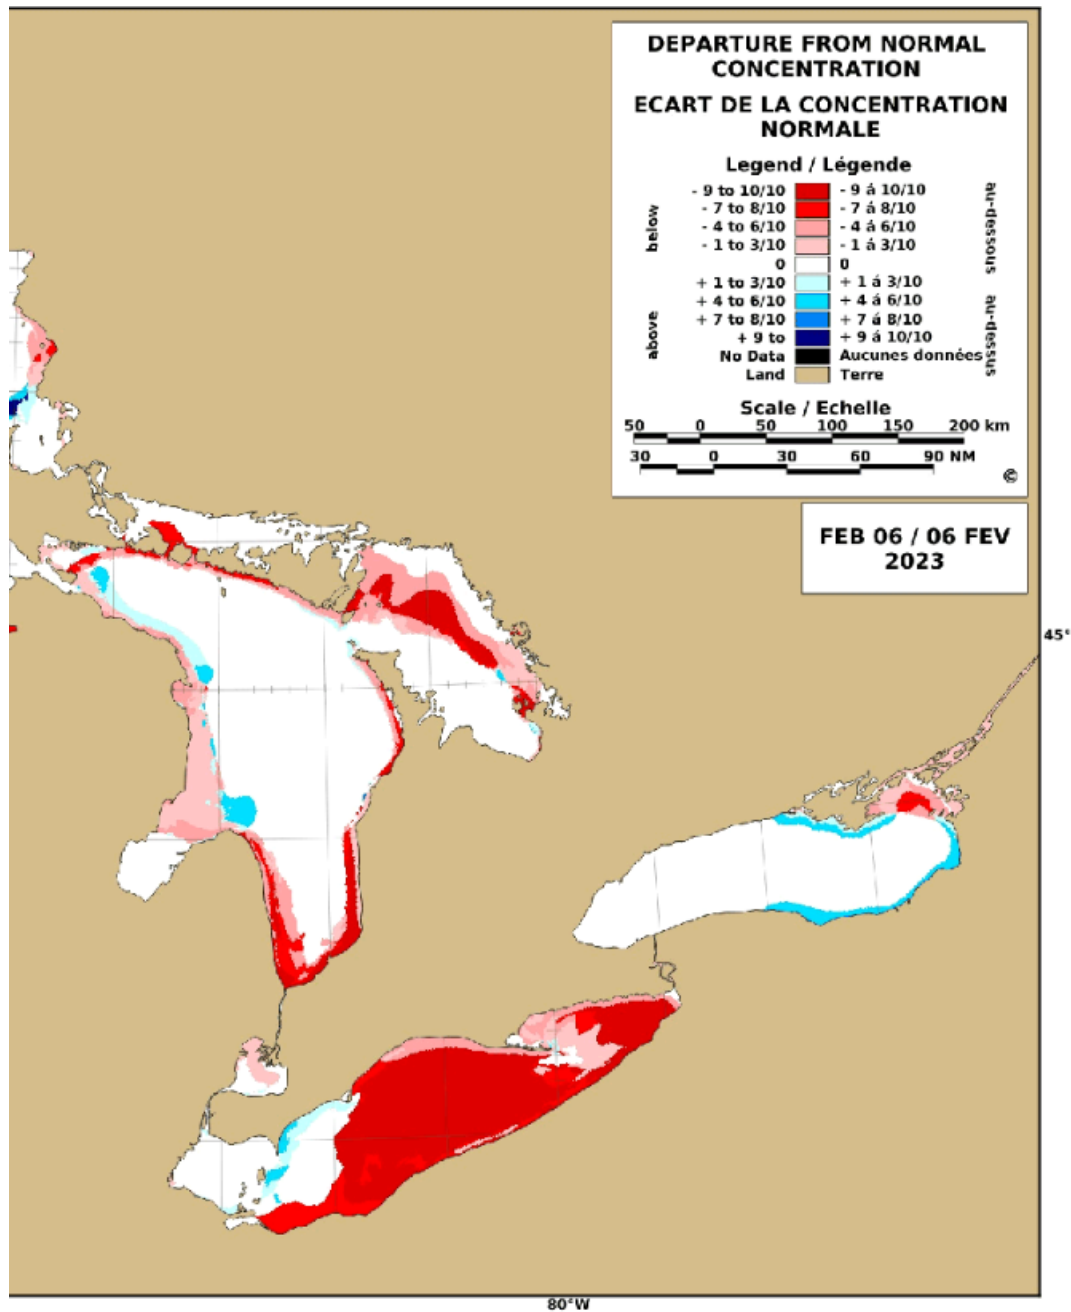 DEPARTURE FROM NORMAL
CONCENTRATION
ECART DE LA CONCENTRATION
NORMALE
Legend / Légende
- 9 to 10/10 - 9 á 10/10
- 7 to 8/10 - 7 á 8/10
- 4 to 6/10 - 4 á 6/10
- 1 to 3/10 - 1 á 3/10
0 0
+ 1 to 3/10 + 1 á 3/10
+ 4 to 6/10 + 4 á 6/10
+ 7 to 8/10 + 7 á 8/10
+ 9 to + 9 á 10/10
No Data Aucunes données
Land Terre
below
above
au-dessous
au-dessus
Scale / Echelle
50 0 50 100 150 200 km
30 0 30 60 90 NM
©
FEB 06 / 06 FEV
2023
45°
80°W